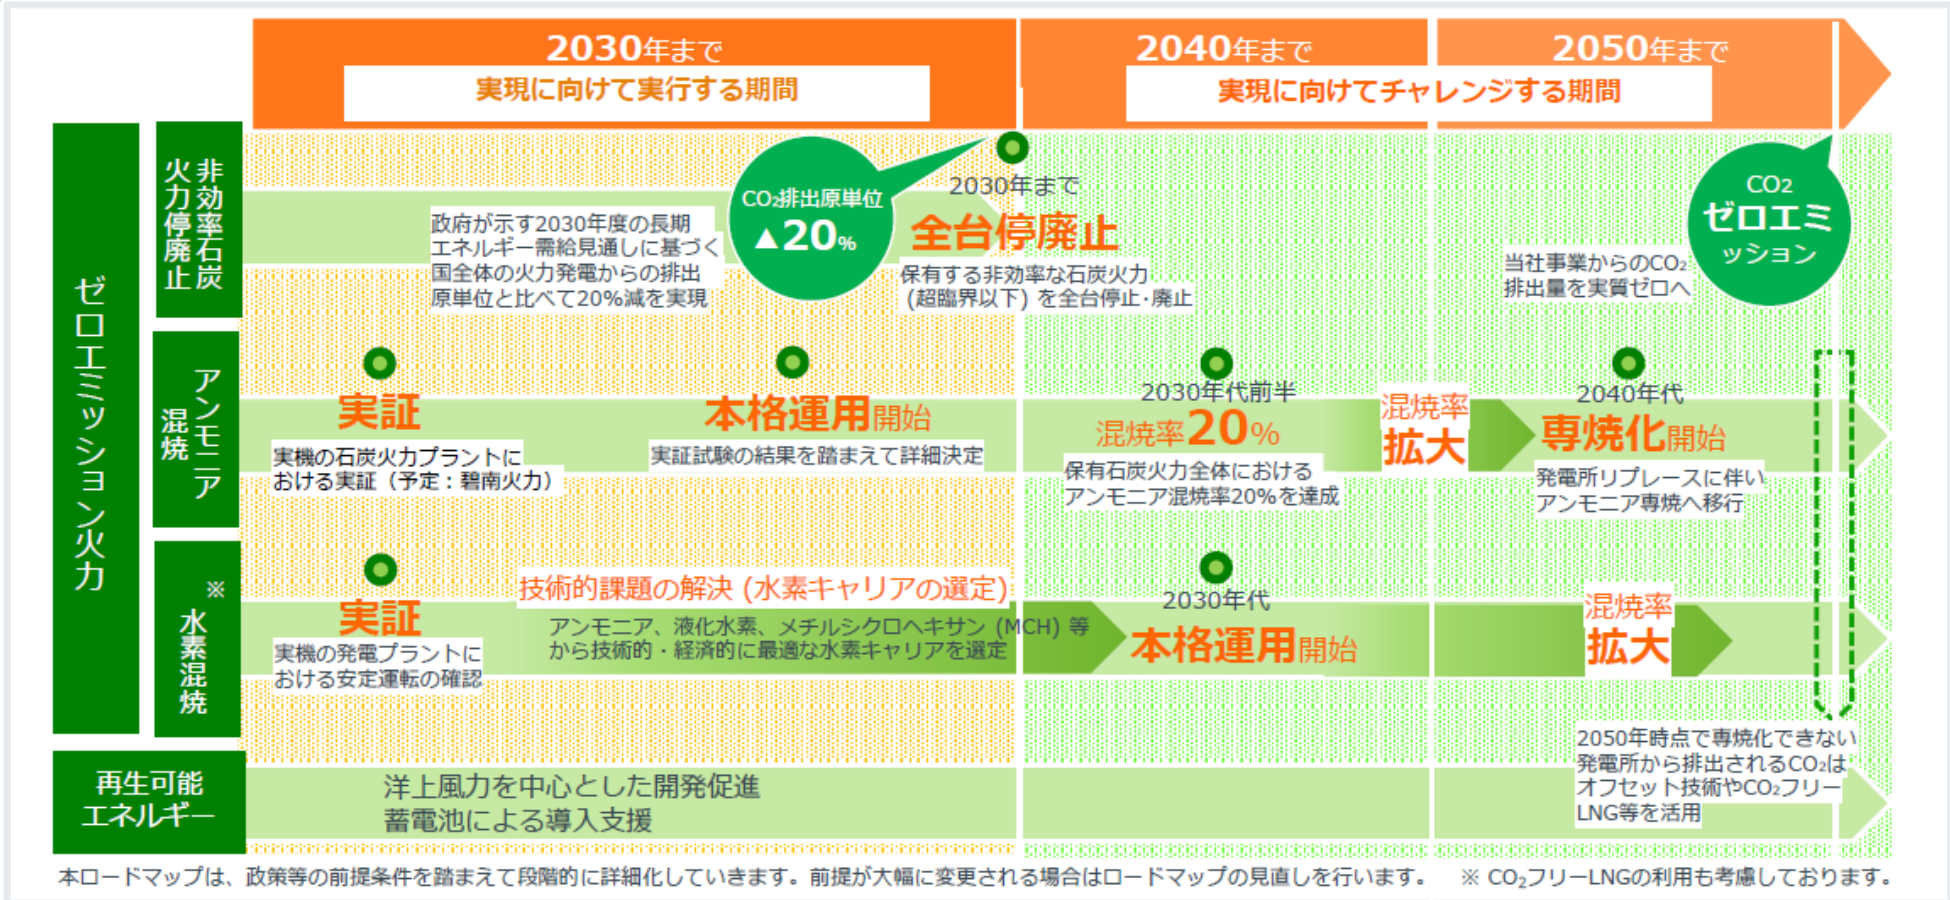 2030年まで
実現に向けて実行する期間
2040年まで
2050年まで
実現に向けてチャレンジする期間
ゼロエミッション火力
非効率石炭
火力停廃止
政府が示す2030年度の長期
エネルギー需給見通しに基づく
国全体の火力発電からの排出
原単位と比べて20%減を実現
CO₂排出原単位
▲20%
2030年まで
全台停廃止
保有する非効率な石炭火力
(超臨界以下) を全台停止・廃止
当社事業からのCO₂
排出量を実質ゼロへ
CO2
ゼロエミ
ッション
アンモニア
混焼
実証
実機の石炭火力プラントに
おける実証（予定：碧南火力）
本格運用開始
実証試験の結果を踏まえて詳細決定
2030年代前半
混焼率20%
保有石炭火力全体における
アンモニア混焼率20%を達成
混焼率
拡大
2040年代
専焼化開始
発電所リプレースに伴い
アンモニア専焼へ移行
※
水素混焼
実証
実機の発電プラントに
おける安定運転の確認
技術的課題の解決 (水素キャリアの選定)
アンモニア、液化水素、メチルシクロヘキサン (MCH) 等
から技術的・経済的に最適な水素キャリアを選定
2030年代
本格運用開始
混焼率
拡大
再生可能
エネルギー
洋上風力を中心とした開発促進
蓄電池による導入支援
2050年時点で専焼化できない
発電所から排出されるCO₂は
オフセット技術やCO₂フリー
LNG等を活用
本ロードマップは、政策等の前提条件を踏まえて段階的に詳細化していきます。前提が大幅に変更される場合はロードマップの見直しを行います。 ※ CO₂フリーLNGの利用も考慮しております。